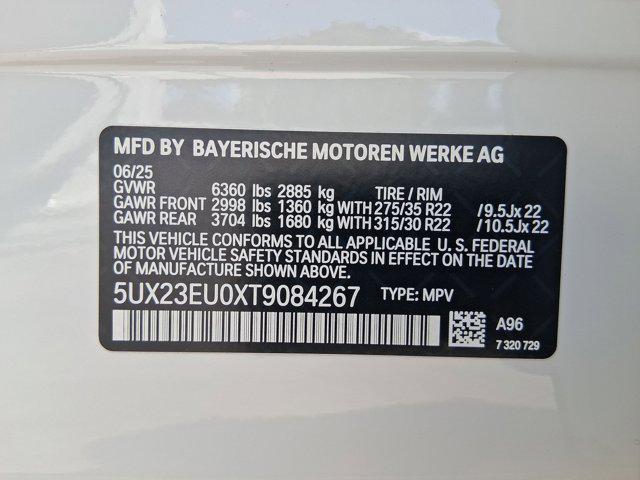 MFD BY BAYERISCHE MOTOREN WERKE AG
06/25
GVWR 6360 lbs 2885 kg TIRE / RIM
GAWR FRONT 2998 lbs 1360 kg WITH 275/35 R22 /9.5Jx 22
GAWR REAR 3704 lbs 1680 kg WITH 315/30 R22 /10.5Jx 22
THIS VEHICLE CONFORMS TO ALL APPLICABLE U. S. FEDERAL
MOTOR VEHICLE SAFETY STANDARDS IN EFFECT ON THE DATE
OF MANUFACTURE SHOWN ABOVE.
5UX23EU0XT9084267 TYPE: MPV
A96
7 320 729